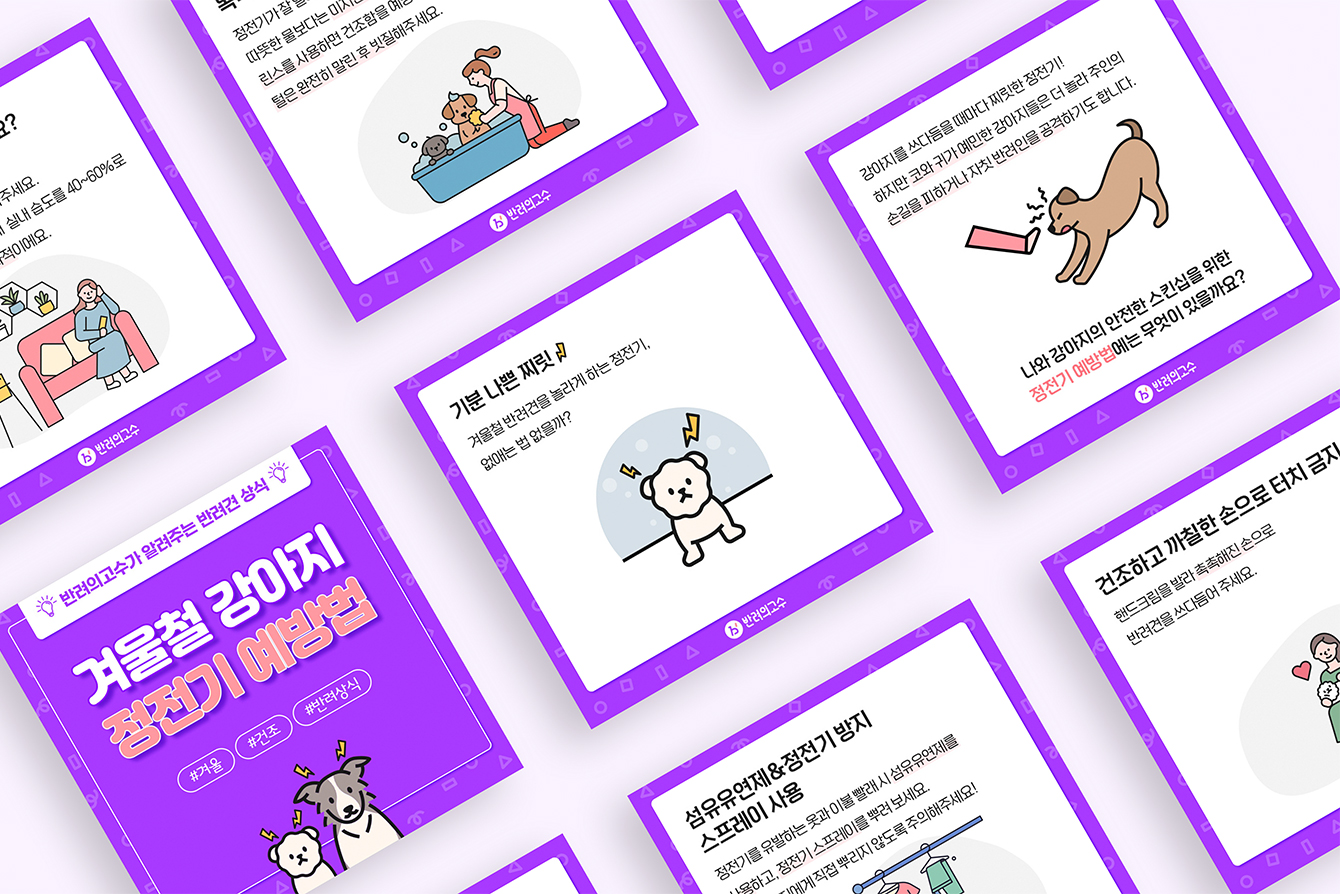 정전기가 잘
따뜻한 물보다는 미지
린스를 사용하면 건조함을 예
털은 완전히 말린 후 빗질해주세요.
반려의고수
요?
주세요.
실내 습도를 40~60%로
적이에요.
반려의고수
강아지를 쓰다듬을 때마다 찌릿한 정전기!
하지만 코와 귀가 예민한 강아지들은 더 놀라 주인의
손길을 피하거나 자칫 반려인을 공격하기도 합니다.
나와 강아지의 안전한 스킨십을 위한
정전기 예방법에는 무엇이 있을까요?
반려의고수
기분 나쁜 찌릿
겨울철 반려견을 놀라게 하는 정전기,
없애는 법 없을까?
반려의고수
반려의고수가 알려주는 반려견 상식
겨울철 강아지
정전기 예방법
#겨울 #건조 #반려상식
건조하고 까칠한 손으로 터치 금지
핸드크림을 발라 촉촉해진 손으로
반려견을 쓰다듬어 주세요.
섬유유연제&정전기 방지
스프레이 사용
정전기를 유발하는 옷과 이불 빨래 시 섬유유연제를
사용하고, 정전기 스프레이를 뿌려 보세요.
에게 직접 뿌리지 않도록 주의해주세요!